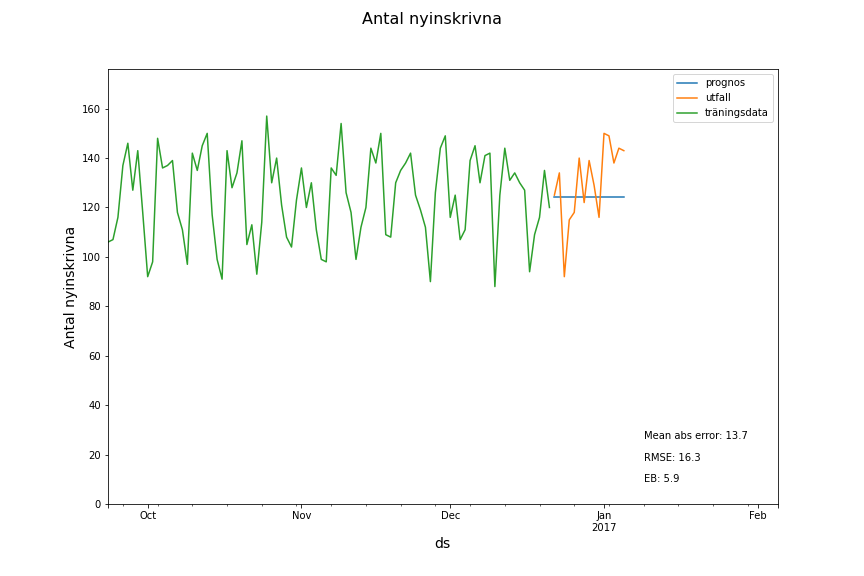 Antal nyinskrivna
prognos
utfall
träningsdata
160
140
120
100
80
60
40
20
0
Antal nyinskrivna
Mean abs error: 13.7
RMSE: 16.3
EB: 5.9
Oct
Nov
Dec
Jan
2017
Feb
ds